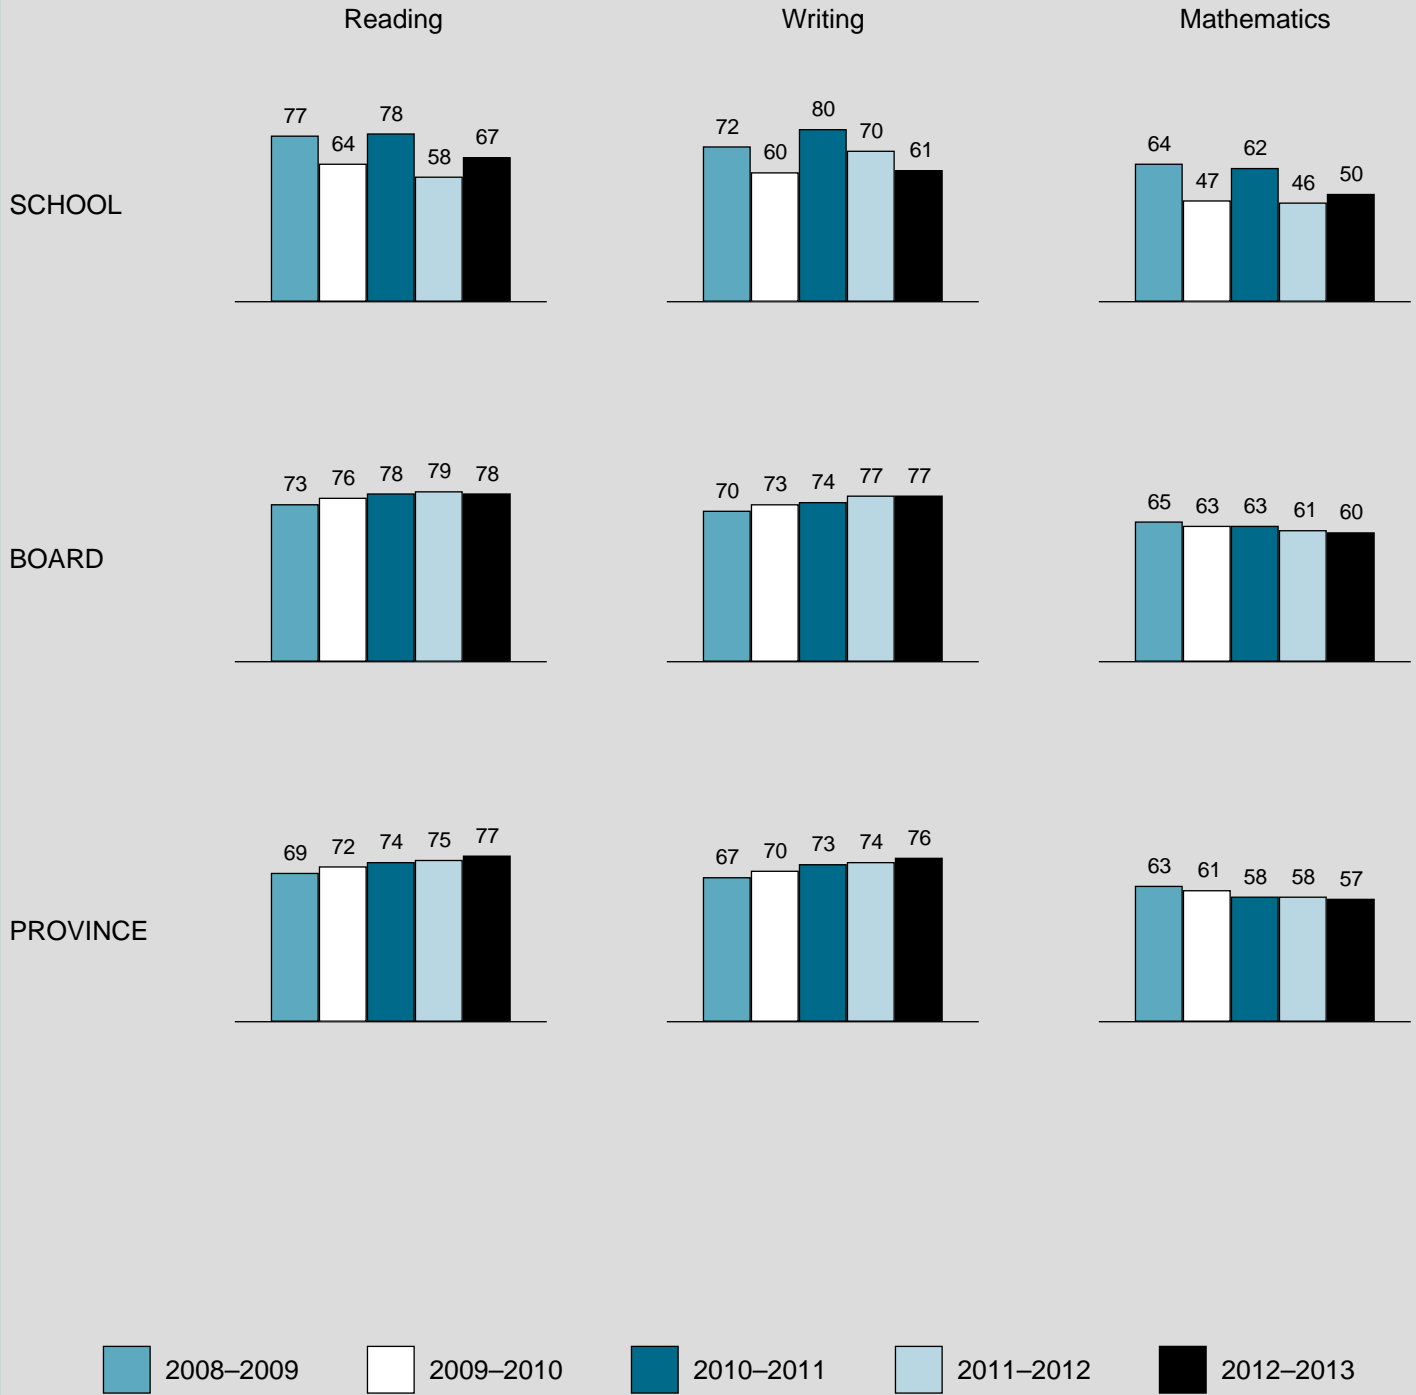 Reading Writing Mathematics
77 64 78 58 67
72 60 80 70 61
64 47 62 46 50
SCHOOL
73 76 78 79 78
70 73 74 77 77
65 63 63 61 60
BOARD
69 72 74 75 77
67 70 73 74 76
63 61 58 58 57
PROVINCE
2008–2009 2009–2010 2010–2011 2011–2012 2012–2013